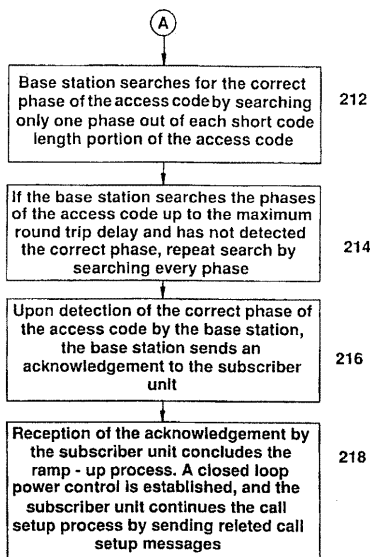 A
Base station searches for the correct
phase of the access code by searching
only one phase out of each short code
length portion of the access code
212
If the base station searches the phases
of the access code up to the maximum
round trip delay and has not detected
the correct phase, repeat search by
searching every phase
214
Upon detection of the correct phase of
the access code by the base station,
the base station sends an
acknowledgement to the subscriber
unit
216
Reception of the acknowledgement by
the subscriber unit concludes the
ramp - up process. A closed loop
power control is established, and the
subscriber unit continues the call
setup process by sending releted call
setup messages
218